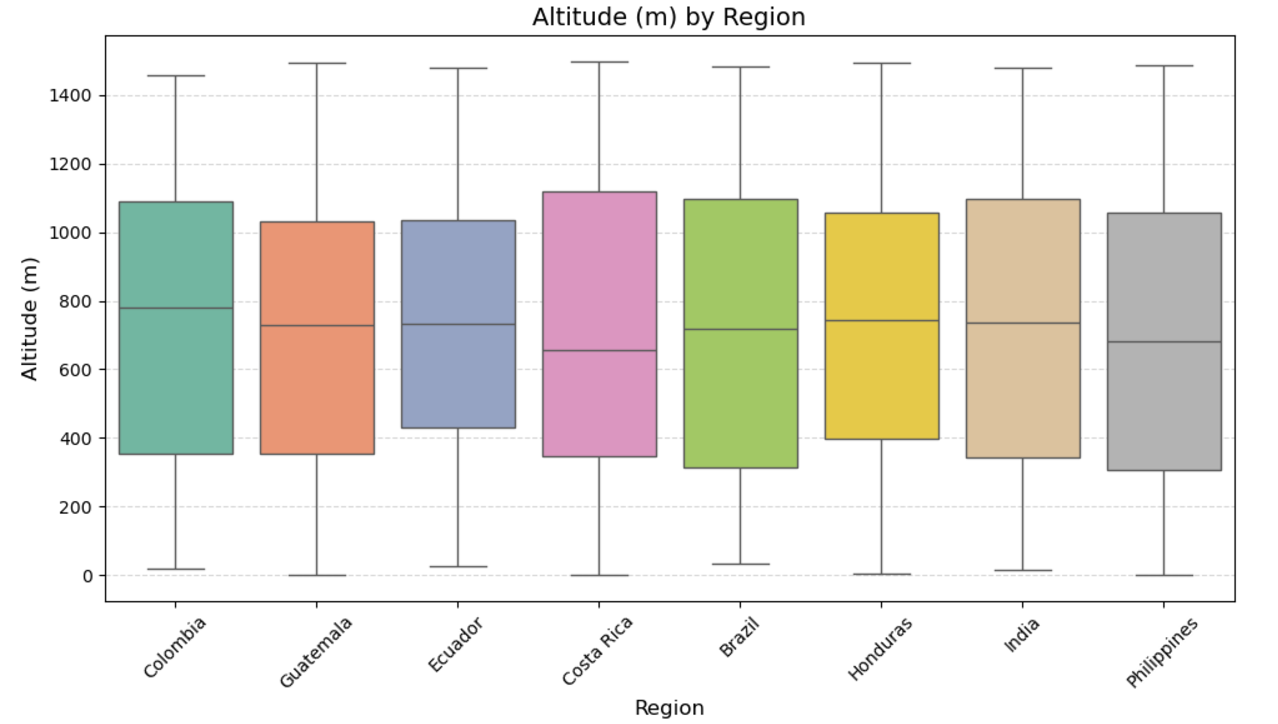 Altitude (m) by Region
Altitude (m)
1400
1200
1000
800
600
400
200
0
Colombia
Guatemala
Ecuador
Costa Rica
Brazil
Honduras
India
Philippines
Region